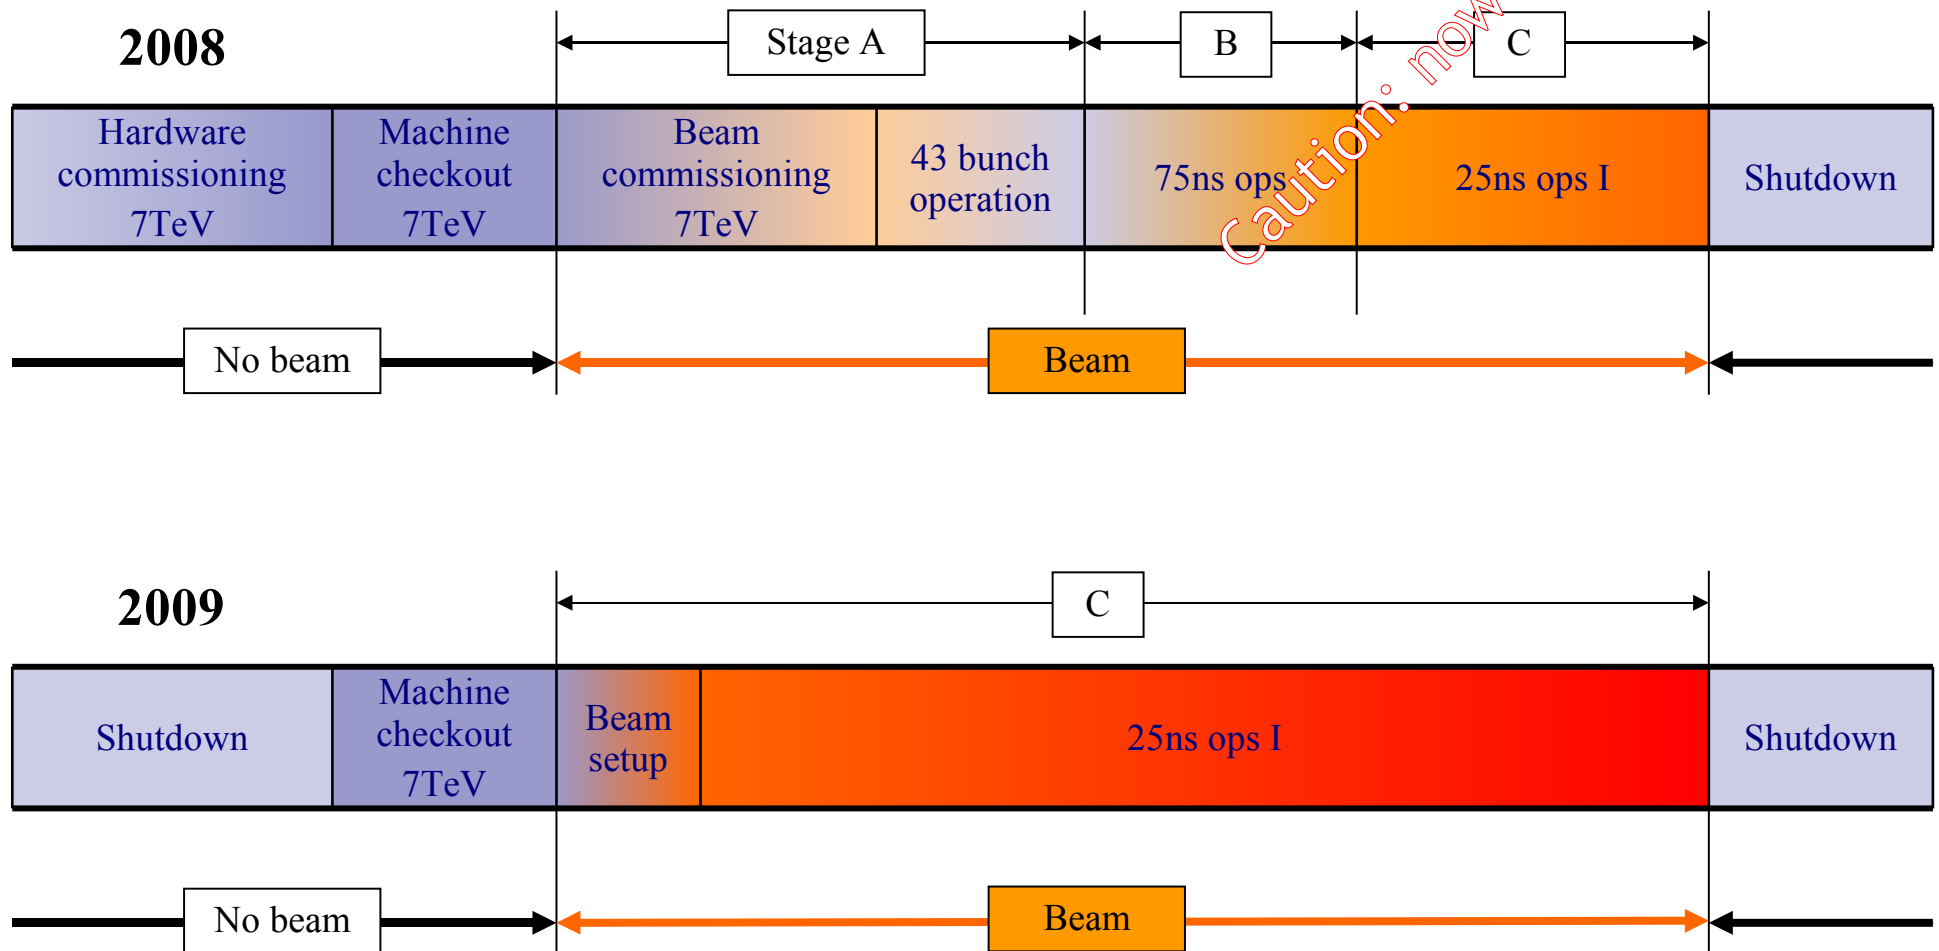 2008
Stage A
B
C
Hardware
commissioning
7TeV
Machine
checkout
7TeV
Beam
commissioning
7TeV
43 bunch
operation
75ns ops
25ns ops I
Shutdown
Caution: now
No beam
Beam
2009
C
Shutdown
Machine
checkout
7TeV
Beam
setup
25ns ops I
Shutdown
No beam
Beam